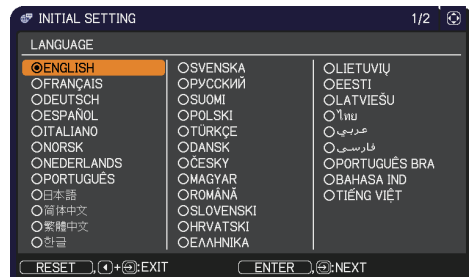 INITIAL SETTING 1/2
LANGUAGE
ENGLISH
FRANÇAIS
DEUTSCH
ESPAÑOL
ITALIANO
NORSK
NEDERLANDS
PORTUGUÊS
日本語
简体中文
繁體中文
한글
SVENSKA
РУССКИЙ
SUOMI
POLSKI
TÜRKÇE
DANSK
ČESKY
MAGYAR
ROMÂNĂ
SLOVENSKI
HRVATSKI
ΕΛΛΗΝΙΚΑ
LIETUVIŲ
EESTI
LATVIEŠU
ไทย
عربي
فارسی
PORTUGUÊS BRA
BAHASA IND
TIẾNG VIỆT
RESET , + :EXIT ENTER , :NEXT